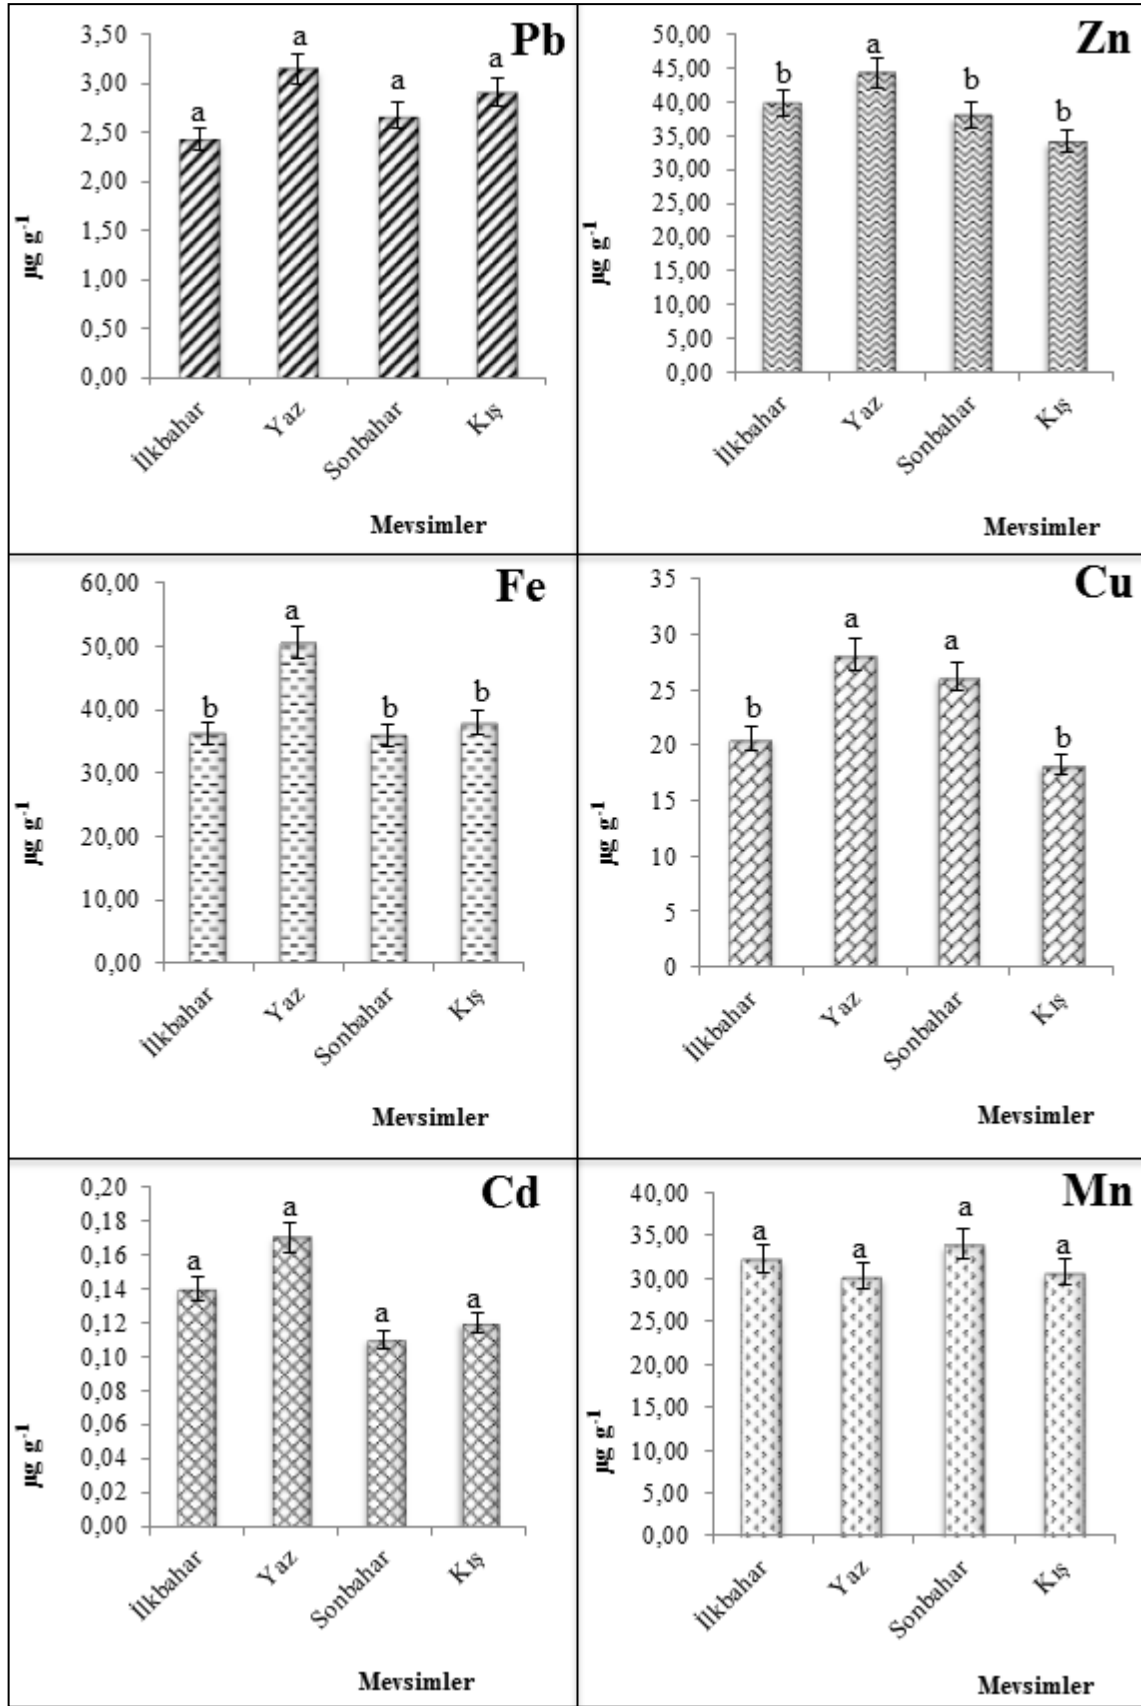 Pb
3,50
3,00
2,50
2,00
1,50
1,00
0,50
0,00
µg g-1
a
a
a
a
İlkbahar
Yaz
Sonbahar
Kış
Mevsimler
Zn
50,00
45,00
40,00
35,00
30,00
25,00
20,00
15,00
10,00
5,00
0,00
µg g-1
b
a
b
b
İlkbahar
Yaz
Sonbahar
Kış
Mevsimler
Fe
60,00
50,00
40,00
30,00
20,00
10,00
0,00
µg g-1
b
a
b
b
İlkbahar
Yaz
Sonbahar
Kış
Mevsimler
Cu
35
30
25
20
15
10
5
0
µg g-1
b
a
a
b
İlkbahar
Yaz
Sonbahar
Kış
Mevsimler
Cd
0,20
0,18
0,16
0,14
0,12
0,10
0,08
0,06
0,04
0,02
0,00
µg g-1
a
a
a
a
İlkbahar
Yaz
Sonbahar
Kış
Mevsimler
Mn
40,00
35,00
30,00
25,00
20,00
15,00
10,00
5,00
0,00
µg g-1
a
a
a
a
İlkbahar
Yaz
Sonbahar
Kış
Mevsimler